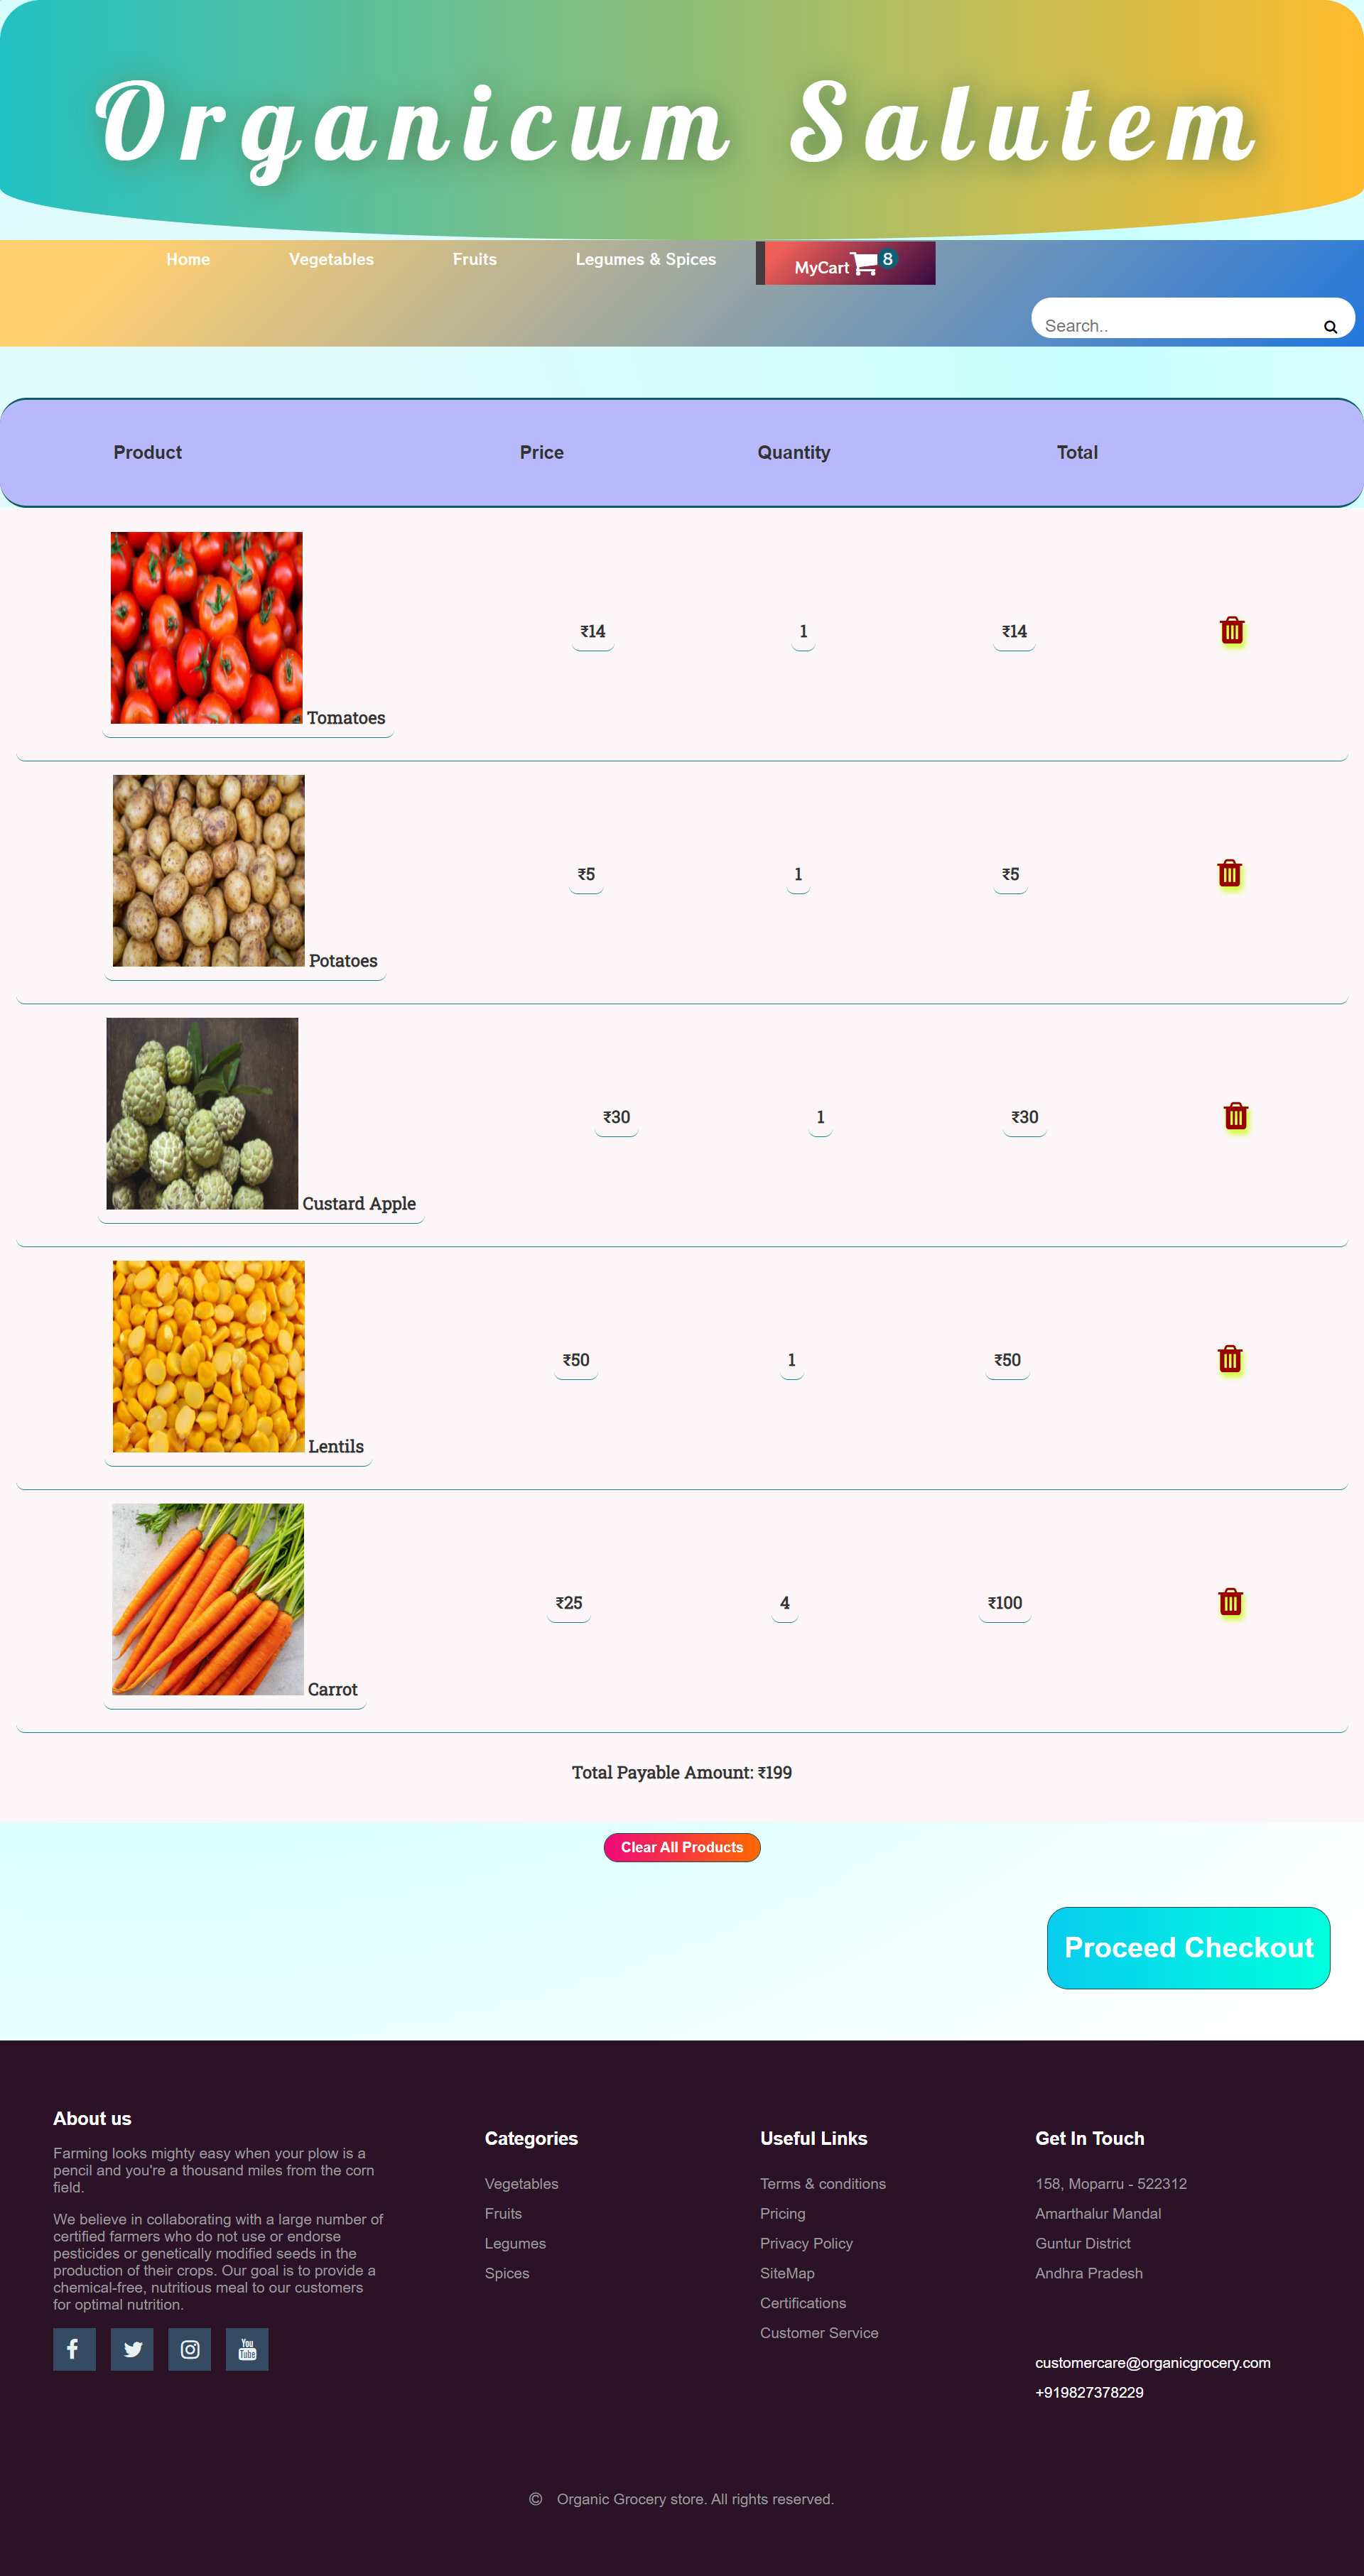 Organicum Salutem
Home Vegetables Fruits Legumes & Spices MyCart 8
Search..
Product Price Quantity Total
₹14 1 ₹14
Tomatoes
₹5 1 ₹5
Potatoes
₹30 1 ₹30
Custard Apple
₹50 1 ₹50
Lentils
₹25 4 ₹100
Carrot
Total Payable Amount: ₹199
Clear All Products
Proceed Checkout
About us
Farming looks mighty easy when your plow is a
pencil and you're a thousand miles from the corn
field.
We believe in collaborating with a large number of
certified farmers who do not use or endorse
pesticides or genetically modified seeds in the
production of their crops. Our goal is to provide a
chemical-free, nutritious meal to our customers
for optimal nutrition.
You
Tube
Categories
Vegetables
Fruits
Legumes
Spices
Useful Links
Terms & conditions
Pricing
Privacy Policy
SiteMap
Certifications
Customer Service
Get In Touch
158, Moparru - 522312
Amarthalur Mandal
Guntur District
Andhra Pradesh
customercare@organicgrocery.com
+919827378229
© Organic Grocery store. All rights reserved.